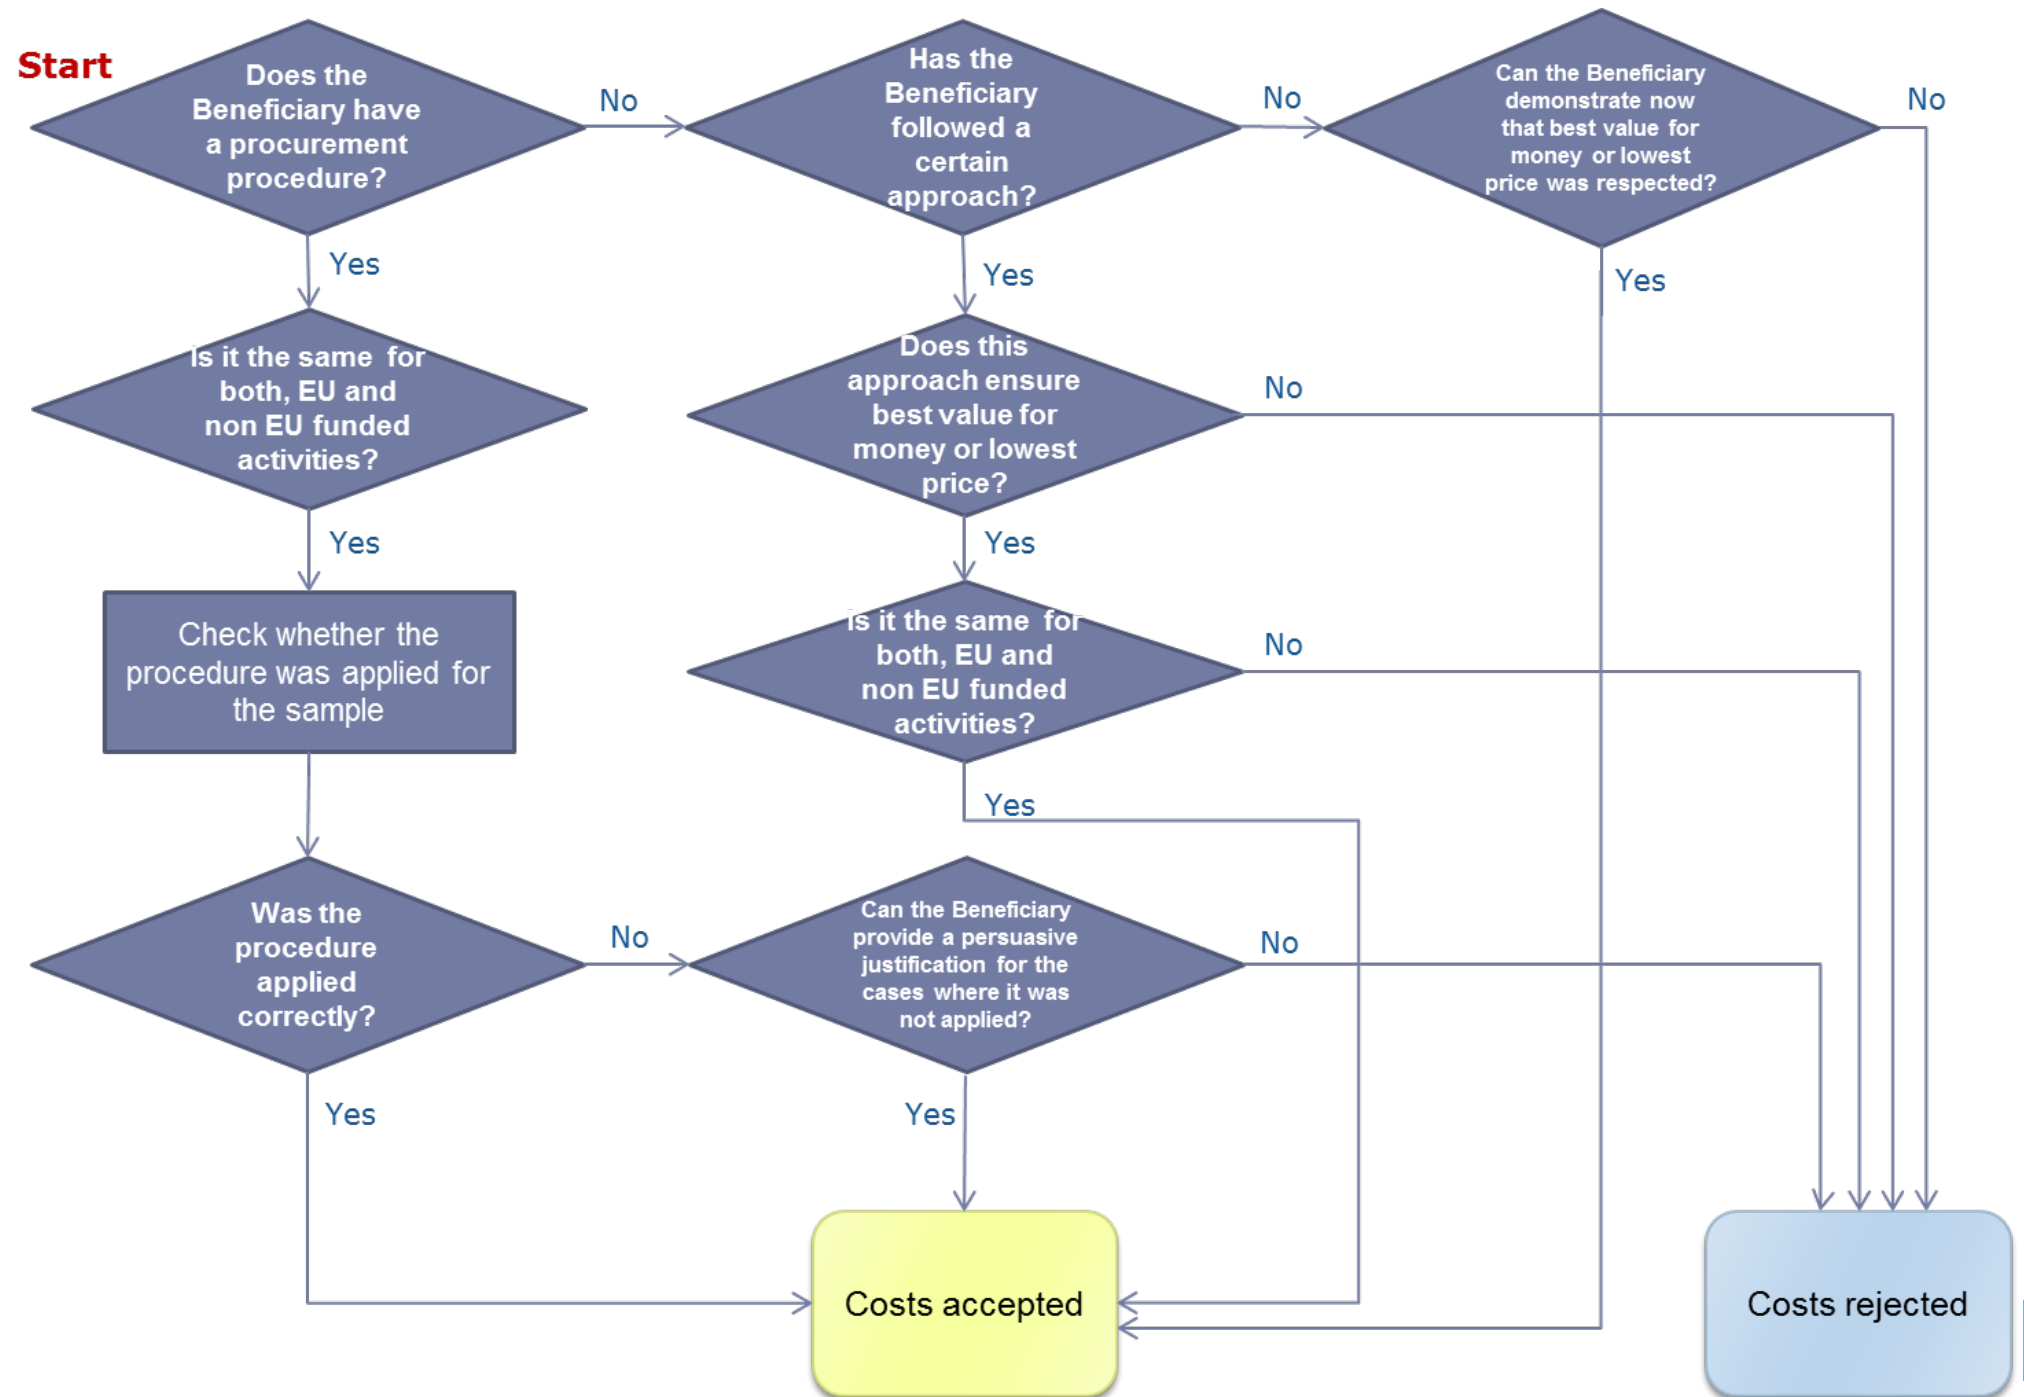 Start
Does the
Beneficiary have
a procurement
procedure?
No
Has the
Beneficiary
followed a
certain
approach?
No
Can the Beneficiary
demonstrate now
that best value for
money or lowest
price was respected?
No
Yes
Yes
Yes
Is it the same for
both, EU and
non EU funded
activities?
Does this
approach ensure
best value for
money or lowest
price?
No
Yes
Yes
Check whether the
procedure was applied for
the sample
Is it the same for
both, EU and
non EU funded
activities?
No
Yes
Was the
procedure
applied
correctly?
No
Can the Beneficiary
provide a persuasive
justification for the
cases where it was
not applied?
No
Yes
Yes
Costs accepted
Costs rejected